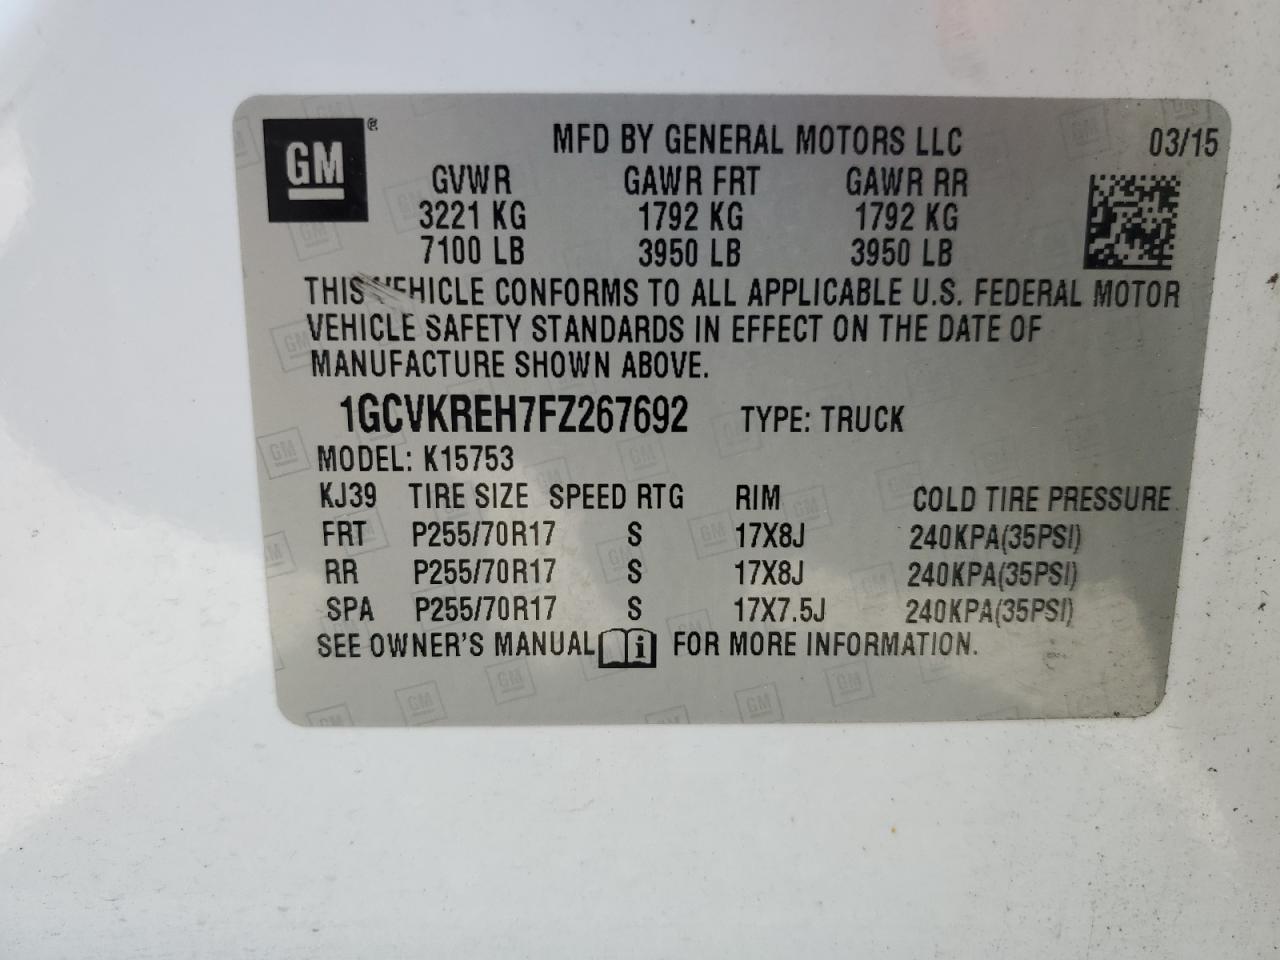 GM® MFD BY GENERAL MOTORS LLC 03/15
GVWR GAWR FRT GAWR RR
3221 KG 1792 KG 1792 KG
7100 LB 3950 LB 3950 LB
THIS VEHICLE CONFORMS TO ALL APPLICABLE U.S. FEDERAL MOTOR
VEHICLE SAFETY STANDARDS IN EFFECT ON THE DATE OF
MANUFACTURE SHOWN ABOVE.
1GCVKREH7FZ267692 TYPE: TRUCK
MODEL: K15753
KJ39 TIRE SIZE SPEED RTG RIM COLD TIRE PRESSURE
FRT P255/70R17 S 17X8J 240KPA(35PSI)
RR P255/70R17 S 17X8J 240KPA(35PSI)
SPA P255/70R17 S 17X7.5J 240KPA(35PSI)
SEE OWNER'S MANUAL i FOR MORE INFORMATION.